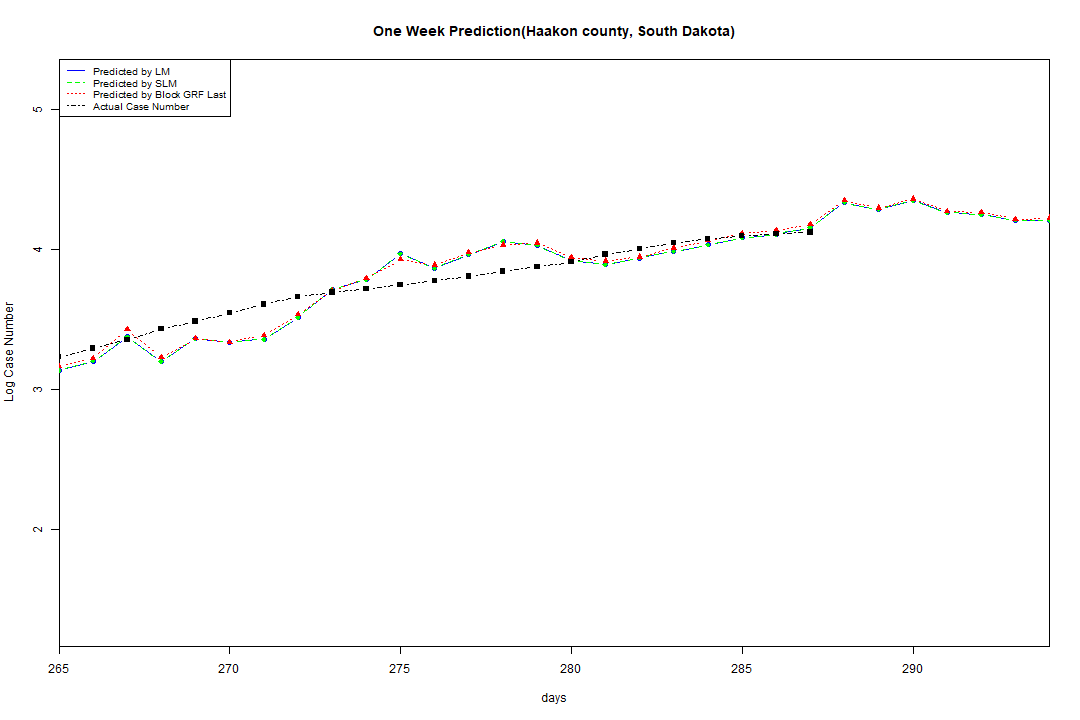 One Week Prediction(Haakon county, South Dakota)
Predicted by LM
Predicted by SLM
Predicted by Block GRF Last
Actual Case Number
5
4
3
2
Log Case Number
265 270 275 280 285 290
days